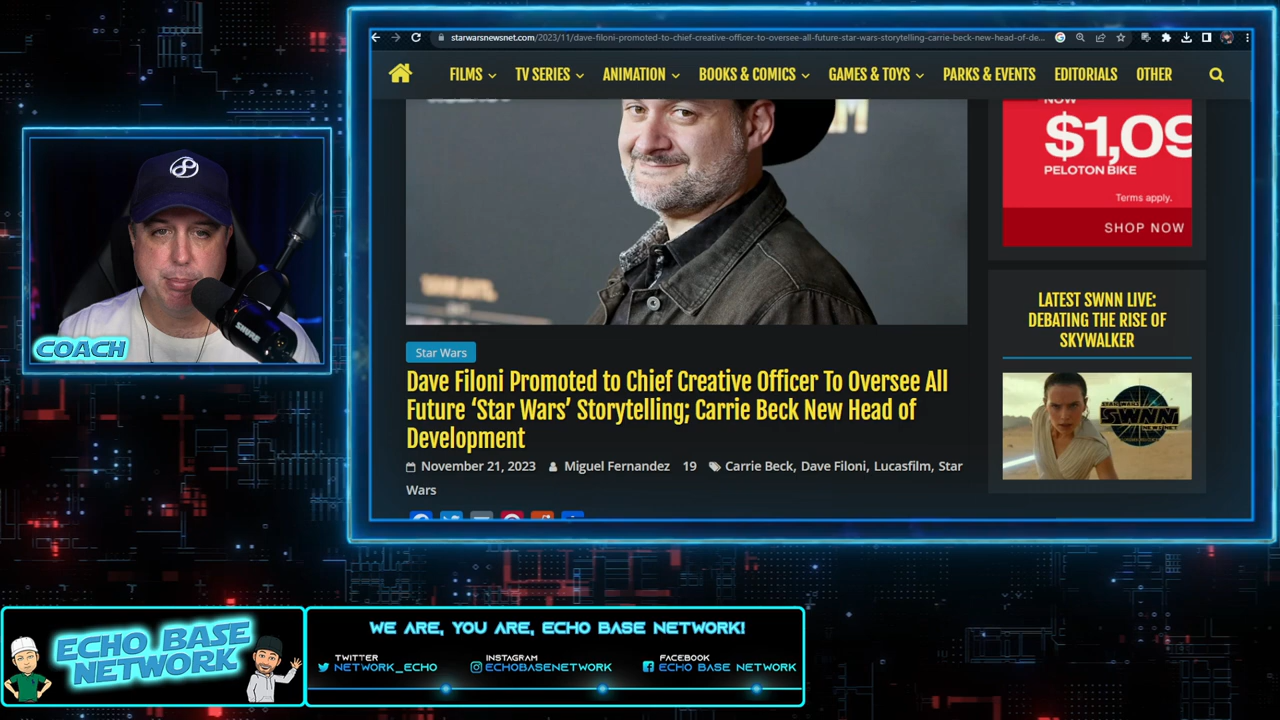 starwarsnewsnet.com/2023/11/dave-filoni-promoted-to-chief-creative-officer-to-oversee-all-future-star-wars-storytelling-carrie-beck-new-head-of-de...
FILMS TV SERIES ANIMATION BOOKS & COMICS GAMES & TOYS PARKS & EVENTS EDITORIALS OTHER
NOW
$1,09
PELOTON BIKE
Terms apply.
SHOP NOW
LATEST SWNN LIVE:
DEBATING THE RISE OF
SKYWALKER
SWNN
SHURE
COACH
Star Wars
Dave Filoni Promoted to Chief Creative Officer To Oversee All
Future ‘Star Wars’ Storytelling; Carrie Beck New Head of
Development
November 21, 2023 Miguel Fernandez 19 Carrie Beck, Dave Filoni, Lucasfilm, Star
Wars
ECHO BASE
NETWORK
WE ARE, YOU ARE, ECHO BASE NETWORK!
TWITTER
NETWORK_ECHO
INSTAGRAM
ECHOBASENETWORK
FACEBOOK
ECHO BASE NETWORK